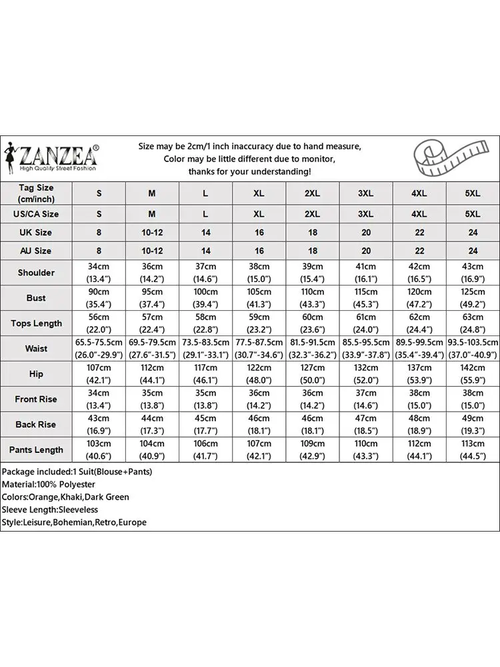 ZANZEA®
High Quality Street Fashion
Size may be 2cm/1 inch inaccuracy due to hand measure,
Color may be little different due to monitor,
thanks for your understanding!
Tag Size (cm/inch) S M L XL 2XL 3XL 4XL 5XL
US/CA Size S M L XL 2XL 3XL 4XL 5XL
UK Size 8 10-12 14 16 18 20 22 24
AU Size 8 10-12 14 16 18 20 22 24
Shoulder 34cm 36cm 37cm 38cm 39cm 41cm 42cm 43cm
(13.4") (14.2") (14.6") (15.0") (15.4") (16.1") (16.5") (16.9")
Bust 90cm 95cm 100cm 105cm 110cm 115cm 120cm 125cm
(35.4") (37.4") (39.4") (41.3") (43.3") (45.3") (47.2") (49.2")
Tops Length 56cm 57cm 58cm 59cm 60cm 61cm 62cm 63cm
(22.0") (22.4") (22.8") (23.2") (23.6") (24.0") (24.4") (24.8")
Waist 65.5-75.5cm 69.5-79.5cm 73.5-83.5cm 77.5-87.5cm 81.5-91.5cm 85.5-95.5cm 89.5-99.5cm 93.5-103.5cm
(26.0"-29.9") (27.6"-31.5") (29.1"-33.1") (30.7"-34.6") (32.3"-36.2") (33.9"-37.8") (35.4"-39.4") (37.0"-40.9")
Hip 107cm 112cm 117cm 122cm 127cm 132cm 137cm 142cm
(42.1") (44.1") (46.1") (48.0") (50.0") (52.0") (53.9") (55.9")
Front Rise 34cm 35cm 35cm 36cm 36cm 37cm 38cm 38cm
(13.4") (13.8") (13.8") (14.2") (14.2") (14.6") (15.0") (15.0")
Back Rise 43cm 44cm 45cm 46cm 46cm 47cm 48cm 49cm
(16.9") (17.3") (17.7") (18.1") (18.1") (18.5") (18.9") (19.3")
Pants Length 103cm 104cm 106cm 107cm 109cm 110cm 112cm 113cm
(40.6") (40.9") (41.7") (42.1") (42.9") (43.3") (44.1") (44.5")
Package included:1 Suit(Blouse+Pants)
Material:100% Polyester
Colors:Orange,Khaki,Dark Green
Sleeve Length:Sleeveless
Style:Leisure,Bohemian,Retro,Europe